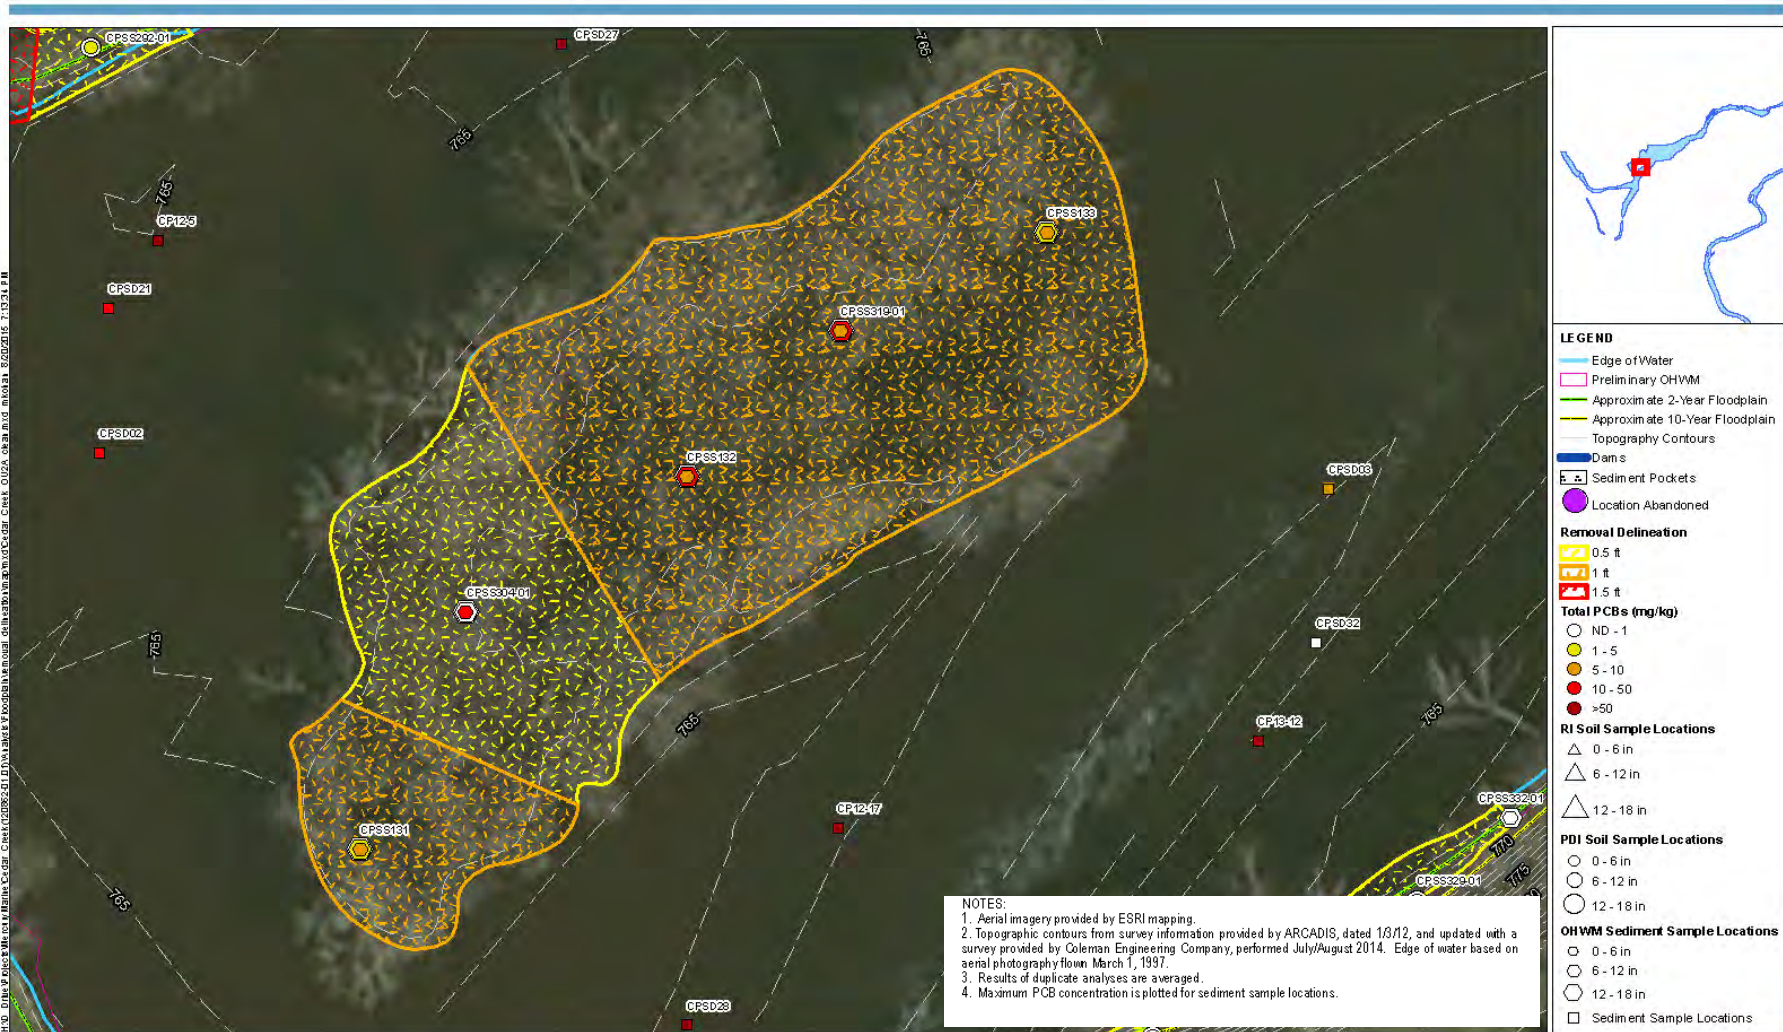 CPSS292-01
CPSD27
765
765
765
CP12-5
CPSS133
CPSD21
CPSS319-01
CPSD02
CPSS132
CPSD03
CPSS304-01
CPSD32
765
765
765
CP13-12
CPSS332-01
CP12-17
CPSS131
770
775
CPSS329-01
765
CPSD28
NOTES:
1. Aerial imagery provided by ESRI mapping.
2. Topographic contours from survey information provided by ARCADIS, dated 1/3/12, and updated with a
survey provided by Coleman Engineering Company, performed July/August 2014. Edge of water based on
aerial photography flown March 1, 1997.
3. Results of duplicate analyses are averaged.
4. Maximum PCB concentration is plotted for sediment sample locations.
LEGEND
Edge of Water
Preliminary OHWM
Approximate 2-Year Floodplain
Approximate 10-Year Floodplain
Topography Contours
Dams
Sediment Pockets
Location Abandoned
Removal Delineation
0.5 ft
1 ft
1.5 ft
Total PCBs (mg/kg)
ND - 1
1 - 5
5 - 10
10 - 50
>50
RI Soil Sample Locations
0 - 6 in
6 - 12 in
12 - 18 in
PDI Soil Sample Locations
0 - 6 in
6 - 12 in
12 - 18 in
OHWM Sediment Sample Locations
0 - 6 in
6 - 12 in
12 - 18 in
Sediment Sample Locations